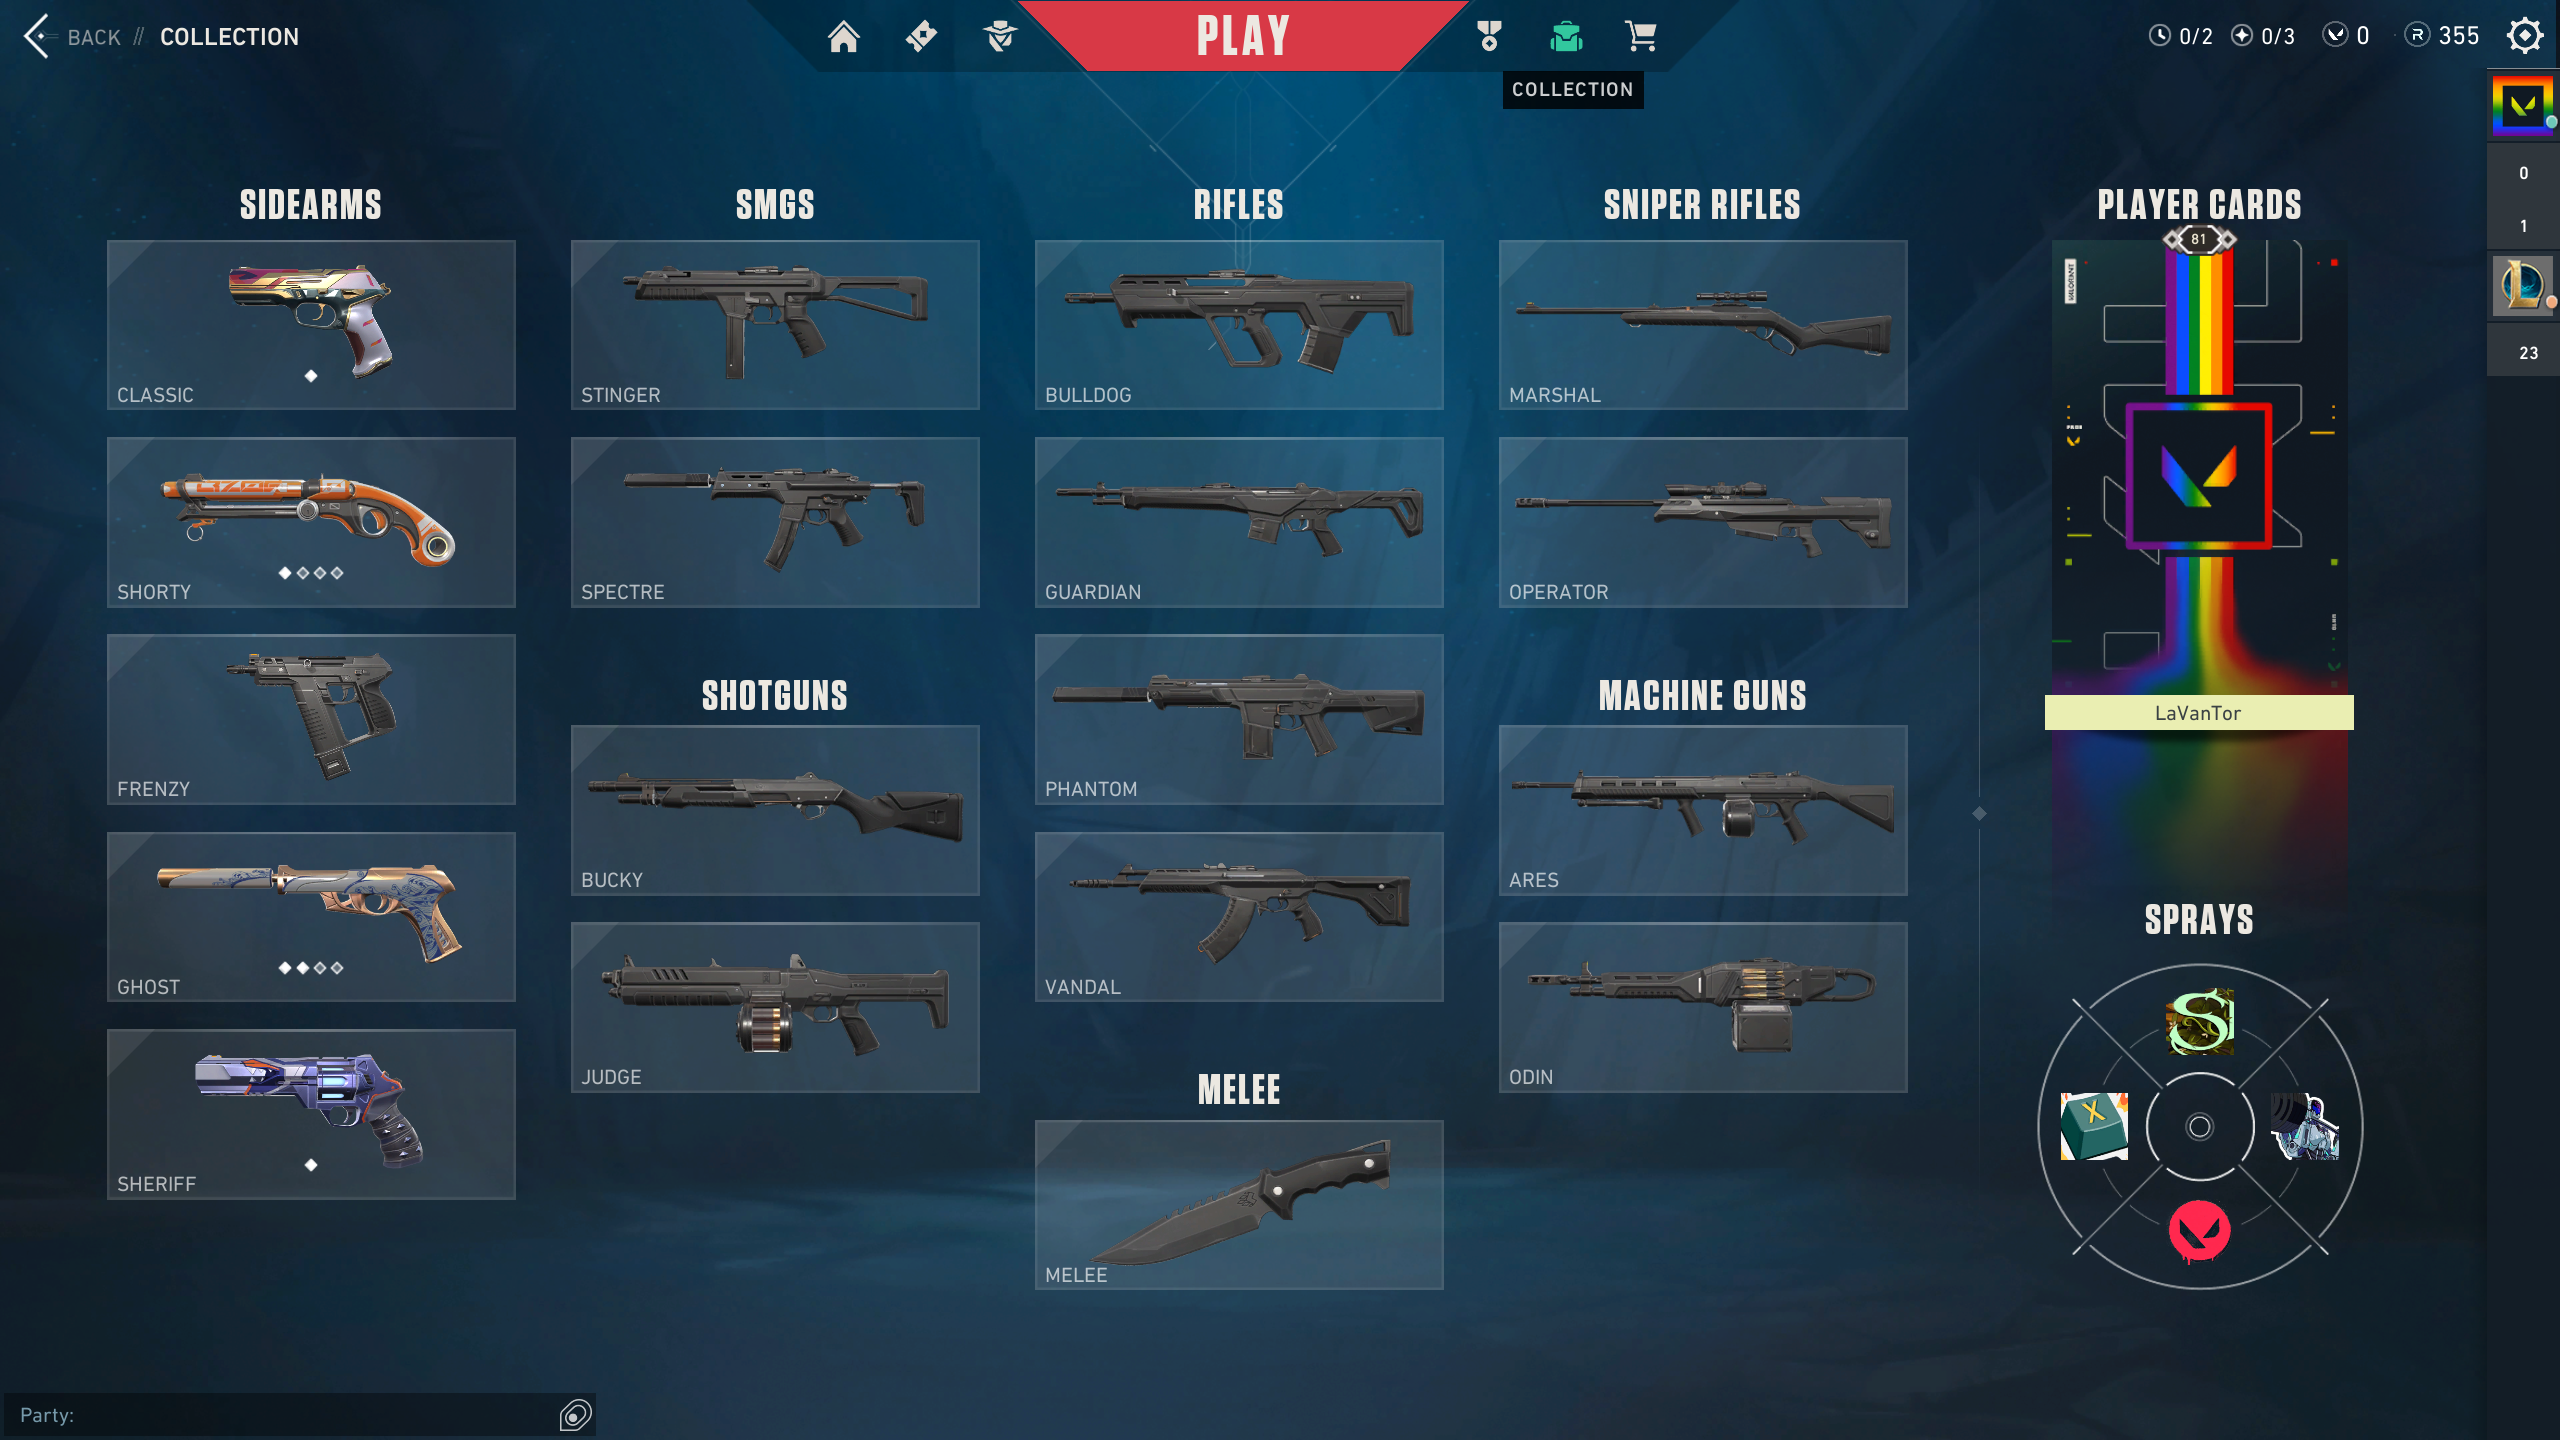 BACK // COLLECTION
PLAY
0/2
0/3
0
R 355
COLLECTION
0
1
23
SIDEARMS
CLASSIC
SHORTY
FRENZY
GHOST
SHERIFF
SMGS
STINGER
SPECTRE
SHOTGUNS
BUCKY
JUDGE
RIFLES
BULLDOG
GUARDIAN
PHANTOM
VANDAL
MELEE
MELEE
SNIPER RIFLES
MARSHAL
OPERATOR
MACHINE GUNS
ARES
ODIN
PLAYER CARDS
81
VALORANT
LaVanTor
SPRAYS
S
X
Party: